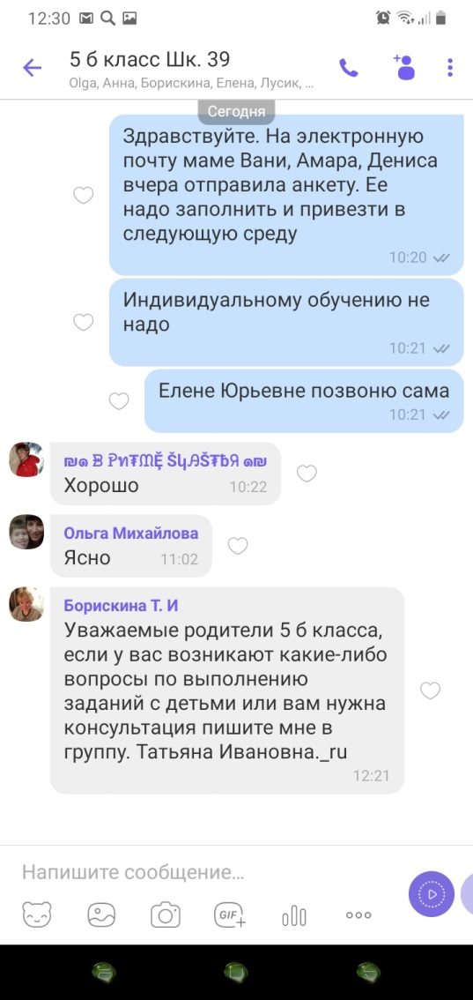 12:30
5 б класс Шк. 39
Olga, Анна, Борискина, Елена, Лусик, ...
Сегодня
Здравствуйте. На электронную
почту маме Вани, Амара, Дениса
вчера отправила анкету. Ее
надо заполнить и привезти в
следующую среду
10:20
Индивидуальному обучению не
надо
10:21
Елене Юрьевне позвоню сама
10:21
Хорошо
10:22
Ольга Михайлова
Ясно
11:02
Борискина Т. И
Уважаемые родители 5 б класса,
если у вас возникают какие-либо
вопросы по выполнению
заданий с детьми или вам нужна
консультация пишите мне в
группу. Татьяна Ивановна._ru
12:21
Напишите сообщение...
GIF